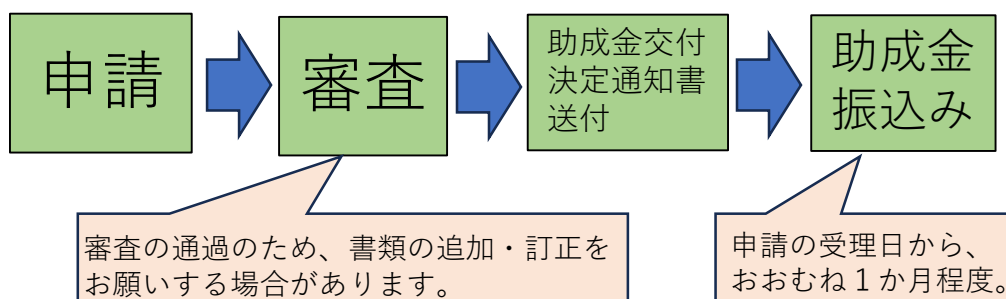 申請
審査
助成金交付
決定通知書
送付
助成金
振込み
審査の通過のため、書類の追加・訂正を
お願いする場合があります。
申請の受理日から、
おおむね１か月程度。